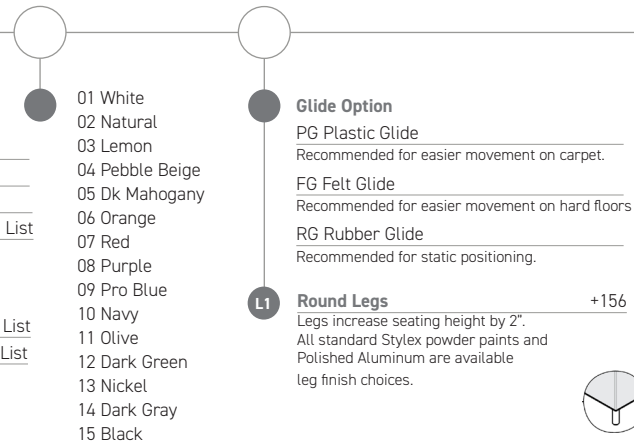 List
List
List
01 White
02 Natural
03 Lemon
04 Pebble Beige
05 Dk Mahogany
06 Orange
07 Red
08 Purple
09 Pro Blue
10 Navy
11 Olive
12 Dark Green
13 Nickel
14 Dark Gray
15 Black
Glide Option
PG Plastic Glide
Recommended for easier movement on carpet.
FG Felt Glide
Recommended for easier movement on hard floors
RG Rubber Glide
Recommended for static positioning.
L1 Round Legs +156
Legs increase seating height by 2".
All standard Stylex powder paints and
Polished Aluminum are available
leg finish choices.